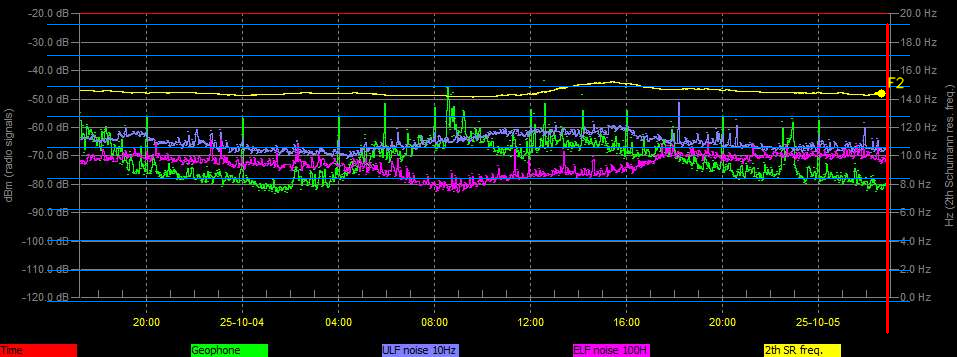 -20.0 dB 20.0 Hz
-30.0 dB 18.0 Hz
-40.0 dB 16.0 Hz
F2
-50.0 dB 14.0 Hz
-60.0 dB 12.0 Hz
-70.0 dB 10.0 Hz
-80.0 dB 8.0 Hz
-90.0 dB 6.0 Hz
-100.0 dB 4.0 Hz
-110.0 dB 2.0 Hz
-120.0 dB 0.0 Hz
dBm (radio signals)
Hz (2th Schumann res. freq.)
20:00 25-10-04 04:00 08:00 12:00 16:00 20:00 25-10-05
Time Geophone ULF noise 10Hz ELF noise 100H 2th SR freq.